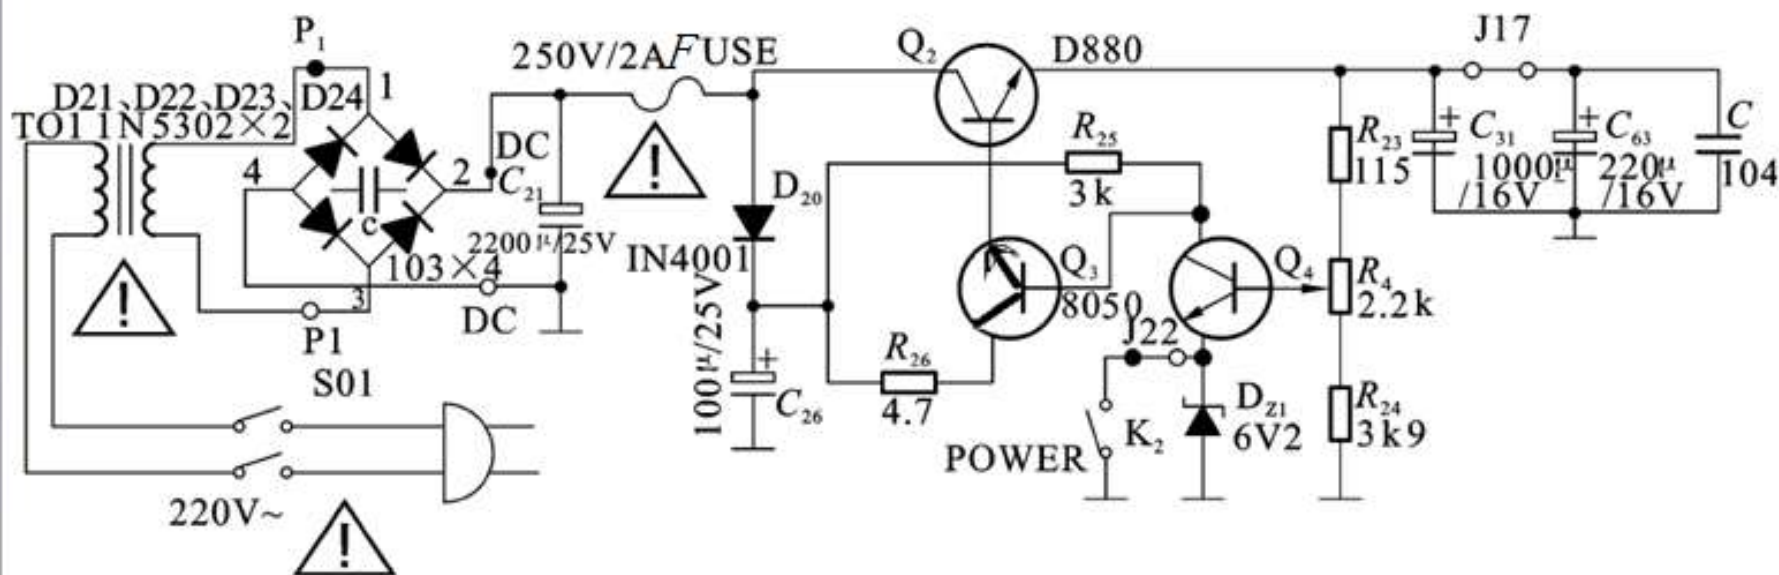 P₁
1
D21、D22、D23、D24
TO1 1N5302×2
4
2
C
103×4
3
P1
S01
220V~
!
!
DC
C₂₁
2200μ/25V
DC
250V/2A FUSE
!
D₂₀
IN4001
100μ/25V
+
C₂₆
Q₂
D880
R₂₅
3k
Q₃
8050
R₂₆
4.7
J22
Q₄
POWER
K₂
D_Z1
6V2
R₂₃
115
R₄
2.2k
R₂₄
3k9
J17
+
C₃₁
1000μ
/16V
+
C₆₃
220μ
/16V
C
104